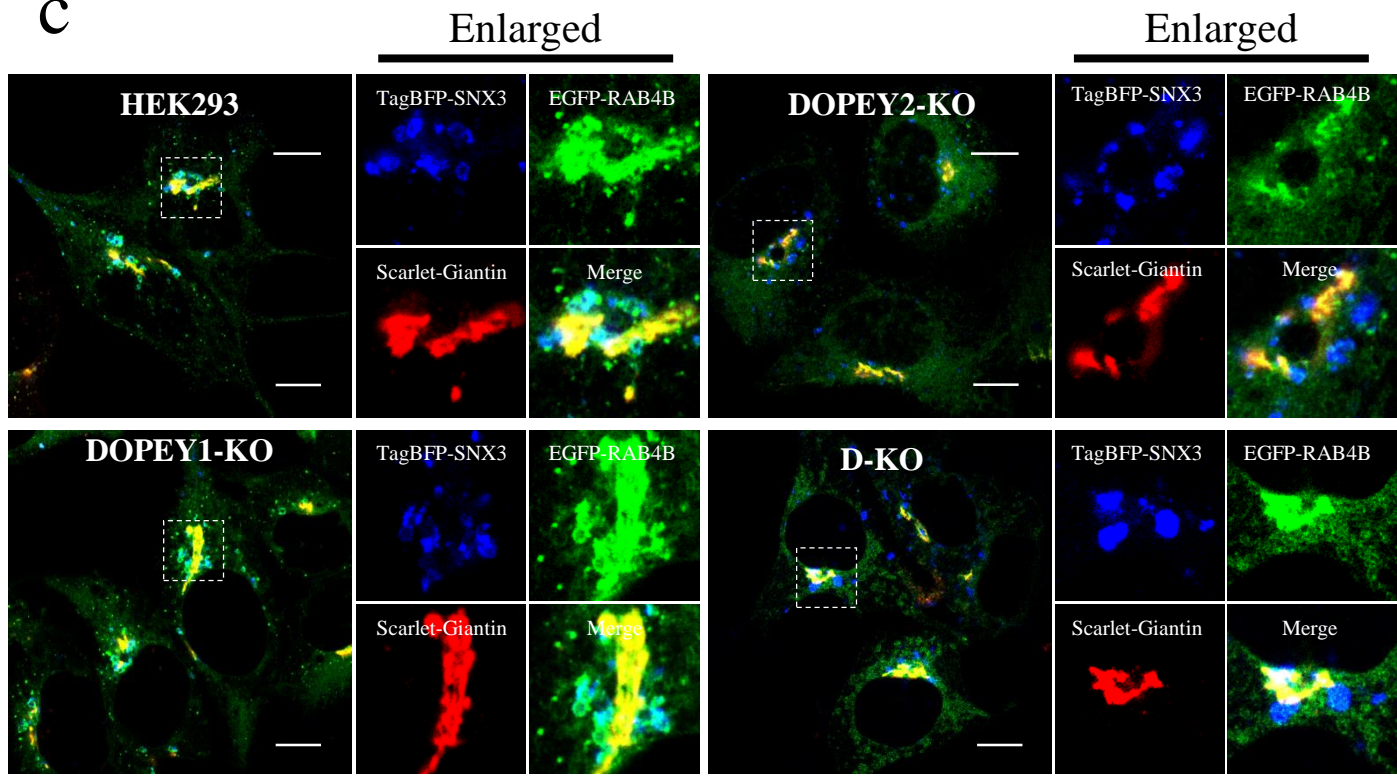 c
Enlarged
Enlarged
HEK293
TagBFP-SNX3
EGFP-RAB4B
Scarlet-Giantin
Merge
DOPEY2-KO
TagBFP-SNX3
EGFP-RAB4B
Scarlet-Giantin
Merge
DOPEY1-KO
TagBFP-SNX3
EGFP-RAB4B
Scarlet-Giantin
Merge
D-KO
TagBFP-SNX3
EGFP-RAB4B
Scarlet-Giantin
Merge